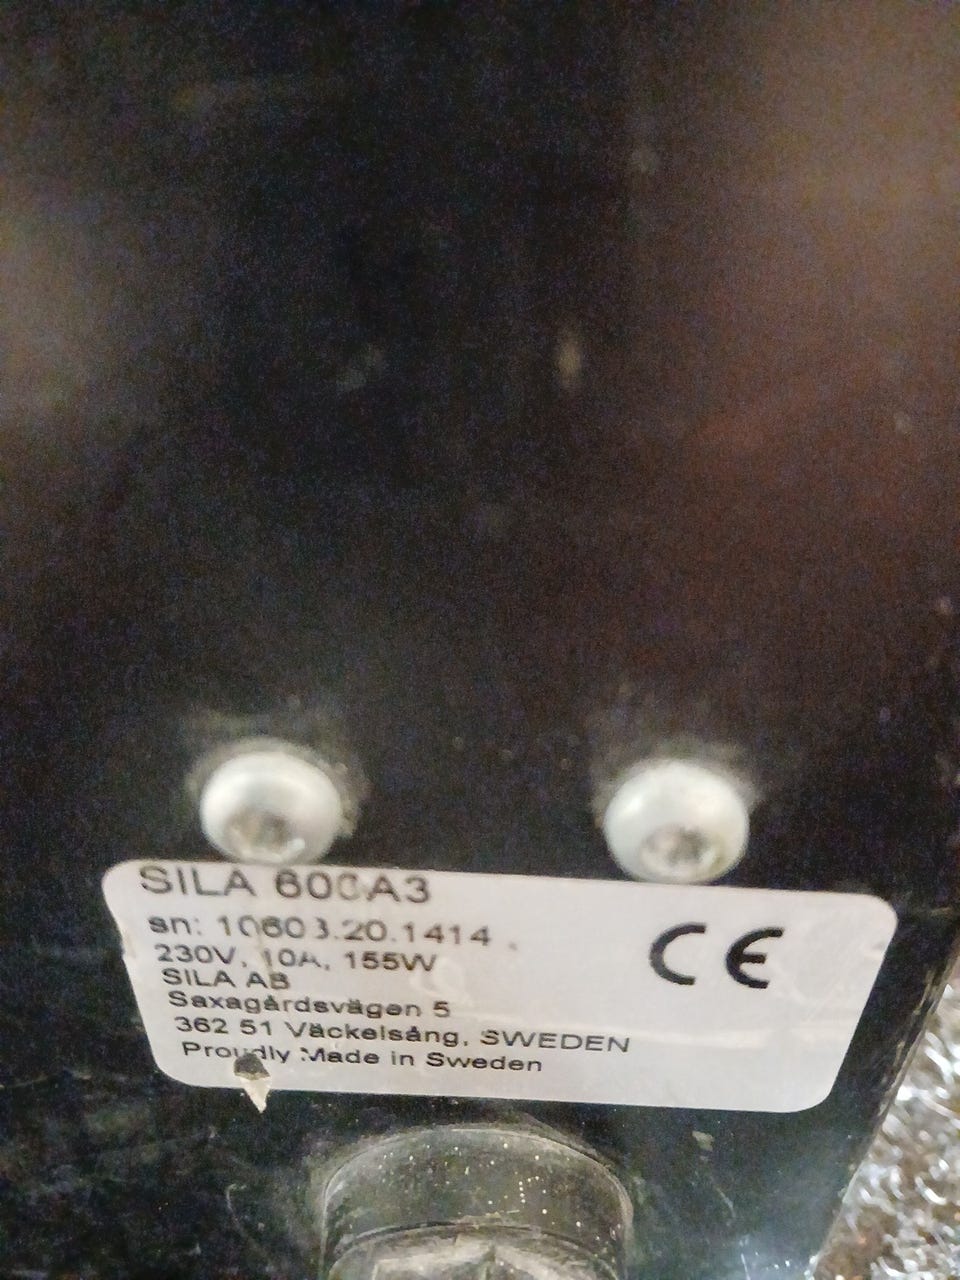 SILA 600A3
sn: 10603.20.1414
230V, 10A, 155W
SILA AB
Saxagårdsvägen 5
362 51 Väckelsång, SWEDEN
Proudly Made in Sweden
CE